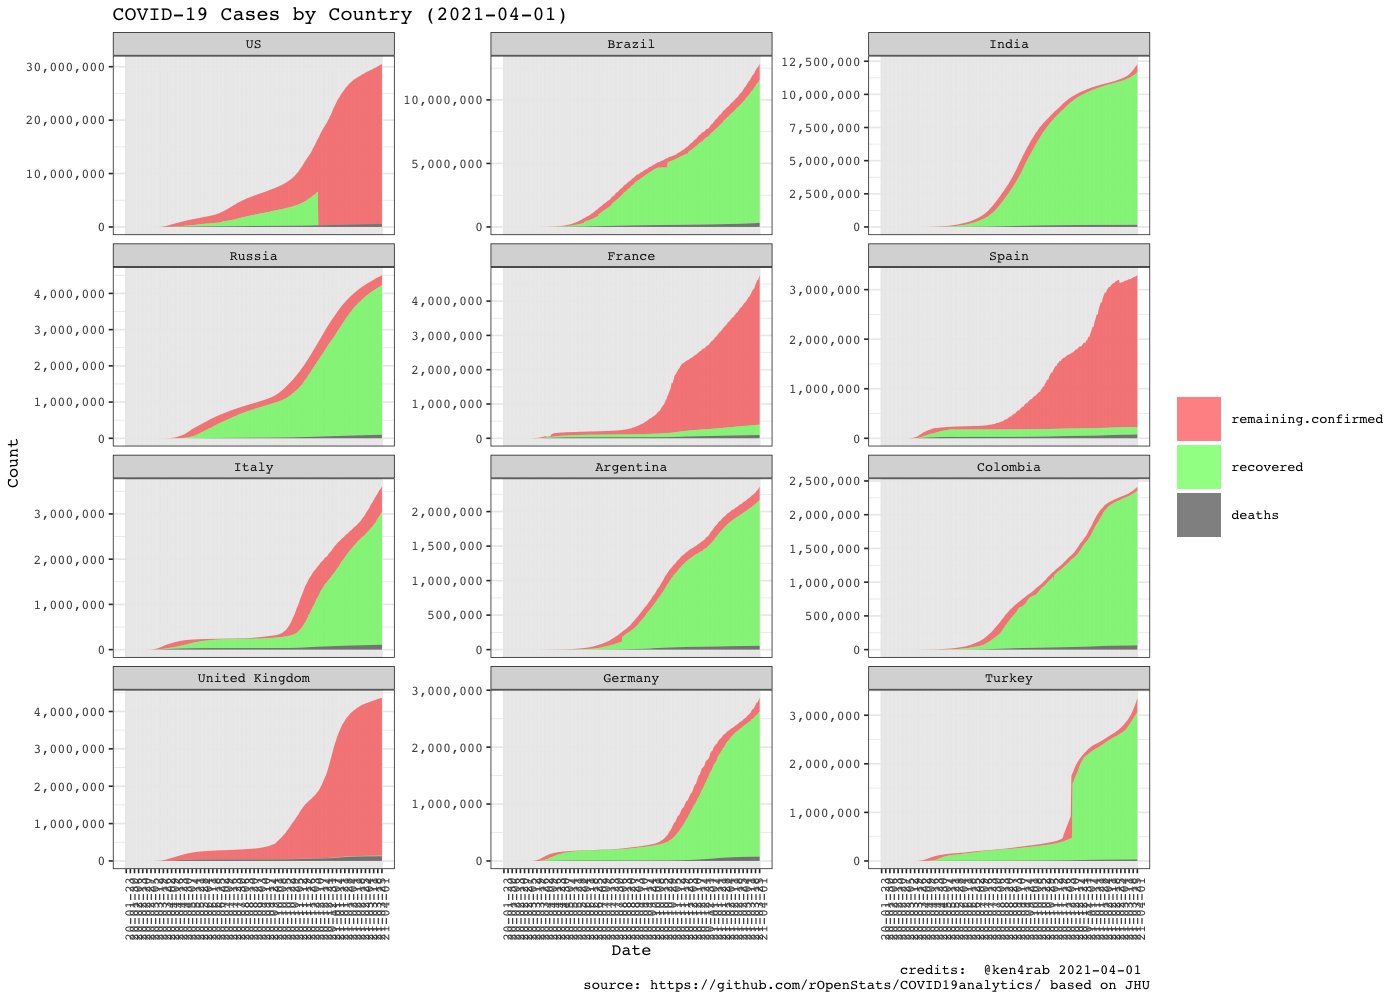 COVID-19 Cases by Country (2021-04-01)
US
Brazil
India
30,000,000
20,000,000
10,000,000
0
10,000,000
5,000,000
0
12,500,000
10,000,000
7,500,000
5,000,000
2,500,000
0
Russia
France
Spain
4,000,000
3,000,000
2,000,000
1,000,000
0
4,000,000
3,000,000
2,000,000
1,000,000
0
3,000,000
2,000,000
1,000,000
0
Italy
Argentina
Colombia
3,000,000
2,000,000
1,000,000
0
2,000,000
1,500,000
1,000,000
500,000
0
2,500,000
2,000,000
1,500,000
1,000,000
500,000
0
United Kingdom
Germany
Turkey
4,000,000
3,000,000
2,000,000
1,000,000
0
3,000,000
2,000,000
1,000,000
0
3,000,000
2,000,000
1,000,000
0
Count
remaining.confirmed
recovered
deaths
21-04-01
21-04-01
21-04-01
Date
credits:  @ken4rab 2021-04-01
source: https://github.com/rOpenStats/COVID19analytics/ based on JHU